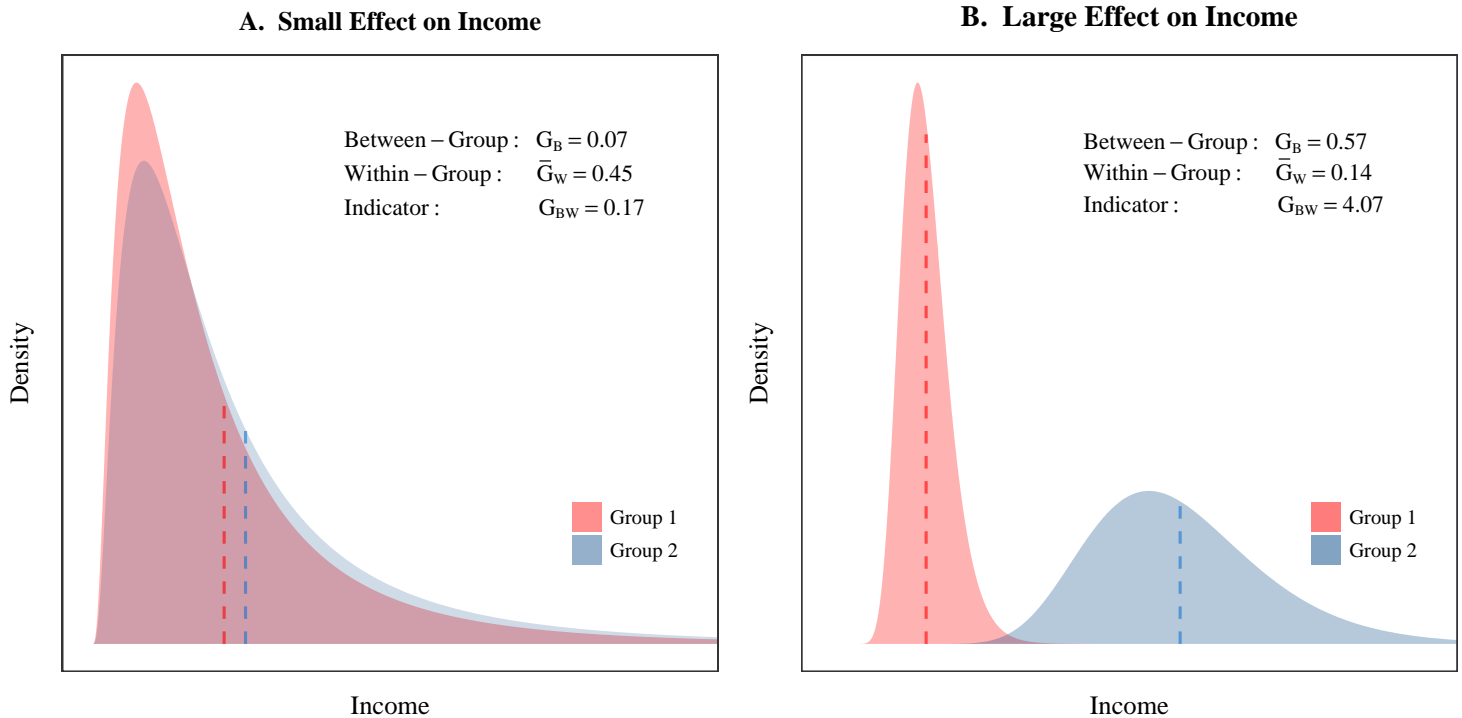 A. Small Effect on Income
Between – Group : G_B = 0.07
Within – Group : G̅_W = 0.45
Indicator : G_BW = 0.17
Density
Group 1
Group 2
Income
B. Large Effect on Income
Between – Group : G_B = 0.57
Within – Group : G̅_W = 0.14
Indicator : G_BW = 4.07
Density
Group 1
Group 2
Income